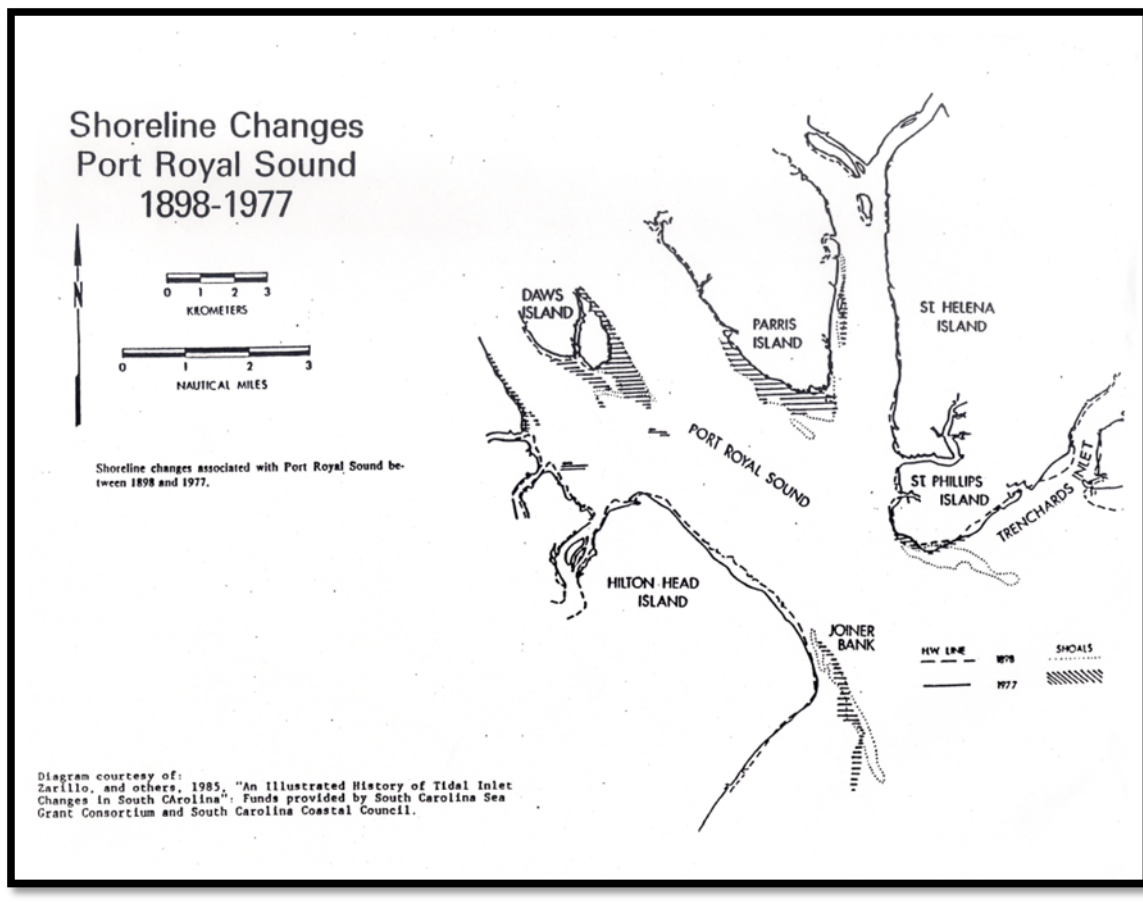 Shoreline Changes
Port Royal Sound
1898-1977
N
0 1 2 3
KILOMETERS
0 1 2 3
NAUTICAL MILES
Shoreline changes associated with Port Royal Sound be-
tween 1898 and 1977.
DAWS
ISLAND
PARRIS
ISLAND
ST. HELENA
ISLAND
PORT ROYAL SOUND
ST. PHILLIPS
ISLAND
TRENCHARDS INLET
HILTON HEAD
ISLAND
JOINER
BANK
HW LINE SHOALS
1898
1977
Diagram courtesy of:
Zarillo, and others, 1985, "An Illustrated History of Tidal Inlet
Changes in South CArolina": Funds provided by South Carolina Sea
Grant Consortium and South Carolina Coastal Council.